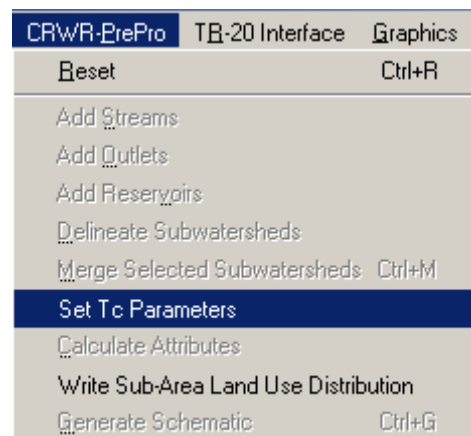 CRWR-PrePro TR-20 Interface Graphics
Reset Ctrl+R
Add Streams
Add Outlets
Add Reservoirs
Delineate Subwatersheds
Merge Selected Subwatersheds Ctrl+M
Set Tc Parameters
Calculate Attributes
Write Sub-Area Land Use Distribution
Generate Schematic Ctrl+G